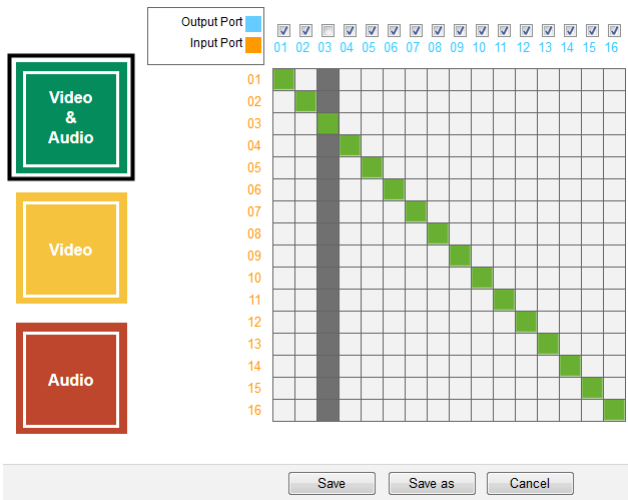 Output Port
Input Port
01 02 03 04 05 06 07 08 09 10 11 12 13 14 15 16
Video
&
Audio
Video
Audio
01
02
03
04
05
06
07
08
09
10
11
12
13
14
15
16
Save Save as Cancel